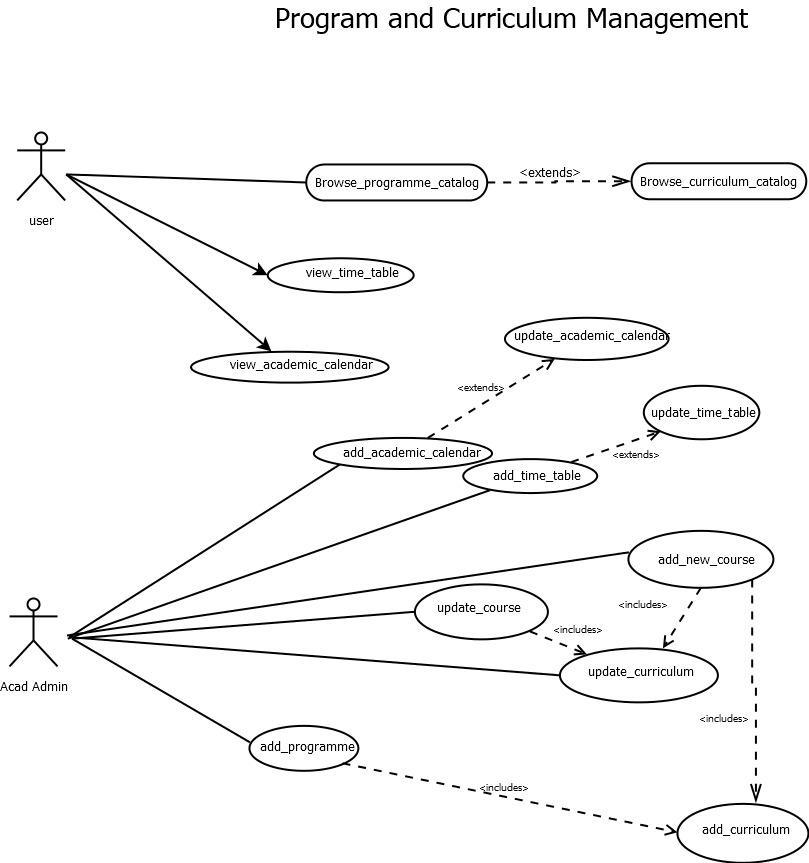 Program and Curriculum Management
<extends>
Browse_programme_catalog
Browse_curriculum_catalog
user
view_time_table
update_academic_calendar
view_academic_calendar
<extends>
update_time_table
add_academic_calendar
<extends>
add_time_table
add_new_course
update_course
<includes>
<includes>
update_curriculum
Acad Admin
<includes>
add_programme
<includes>
add_curriculum